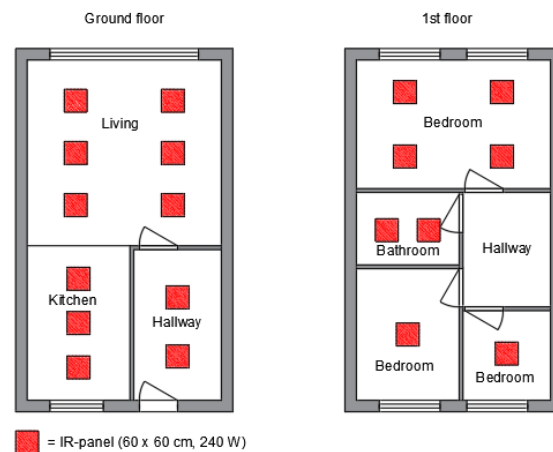 Ground floor
1st floor
Living
Bedroom
Bathroom
Hallway
Kitchen
Hallway
Bedroom
Bedroom
= IR-panel (60 x 60 cm, 240 W)